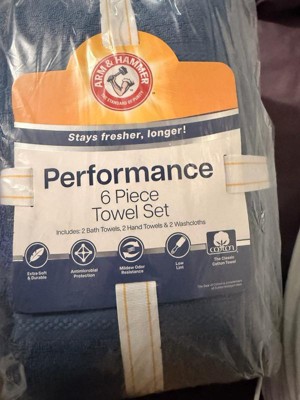 ARM & HAMMER
THE STANDARD OF PURITY
Stays fresher, longer!
Performance
6 Piece
Towel Set
Includes: 2 Bath Towels, 2 Hand Towels & 2 Washcloths
Extra Soft
& Durable
Antimicrobial
Protection
Mildew Odor
Resistance
Low
Lint
COTTON
The Classic
Cotton Towel